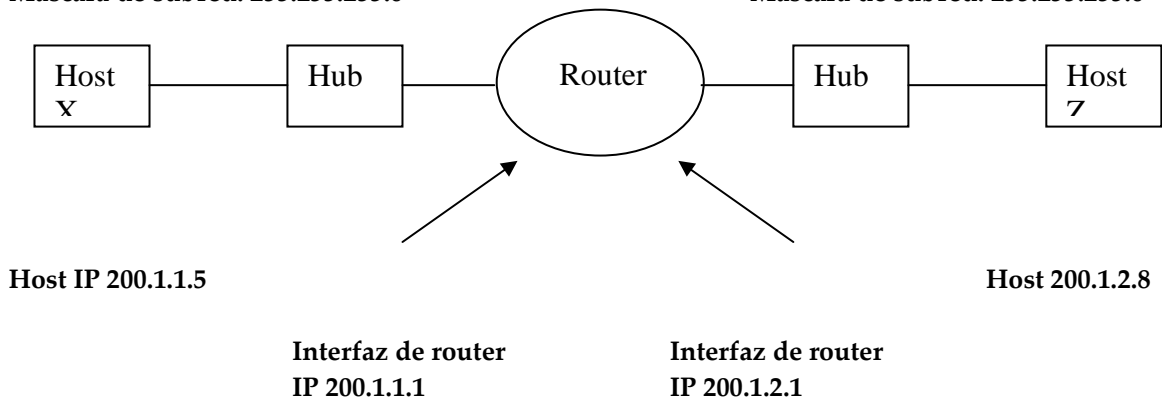 Host
Hub
Router
Hub
Host
Host IP 200.1.1.5
Host 200.1.2.8
Interfaz de router
IP 200.1.1.1
Interfaz de router
IP 200.1.2.1